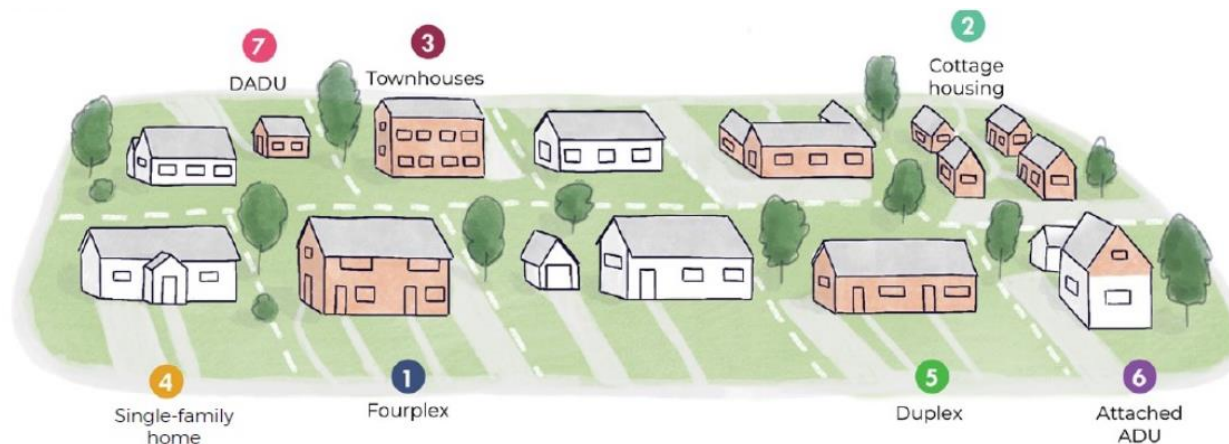 7
DADU
3
Townhouses
2
Cottage
housing
4
Single-family
home
1
Fourplex
5
Duplex
6
Attached
ADU